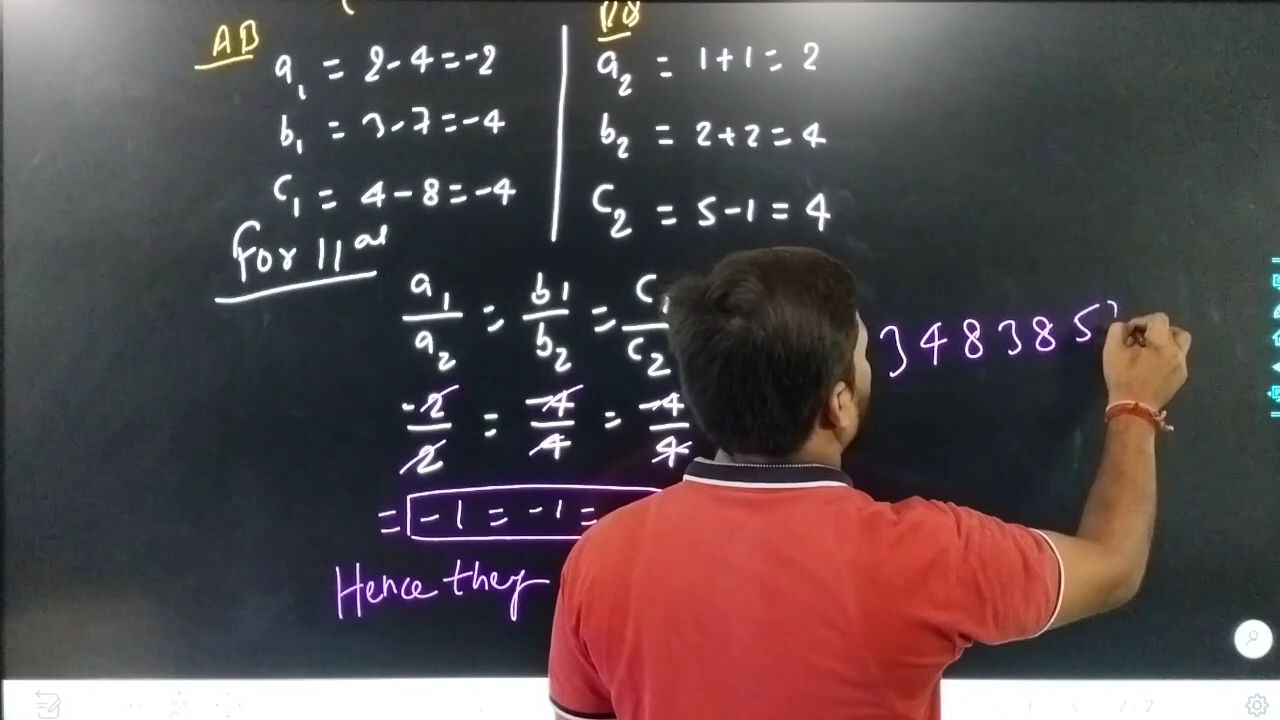 AB
a₁ = 2-4 = -2
b₁ = 3-7 = -4
c₁ = 4-8 = -4
a₂ = 1+1 = 2
b₂ = 2+2 = 4
c₂ = 5-1 = 4
For ||al
a₁/a₂ = b1/b₂ = c₁/c₂
-2/2 = -4/4 = -4/4
= -1 = -1 =
Hence they
348385